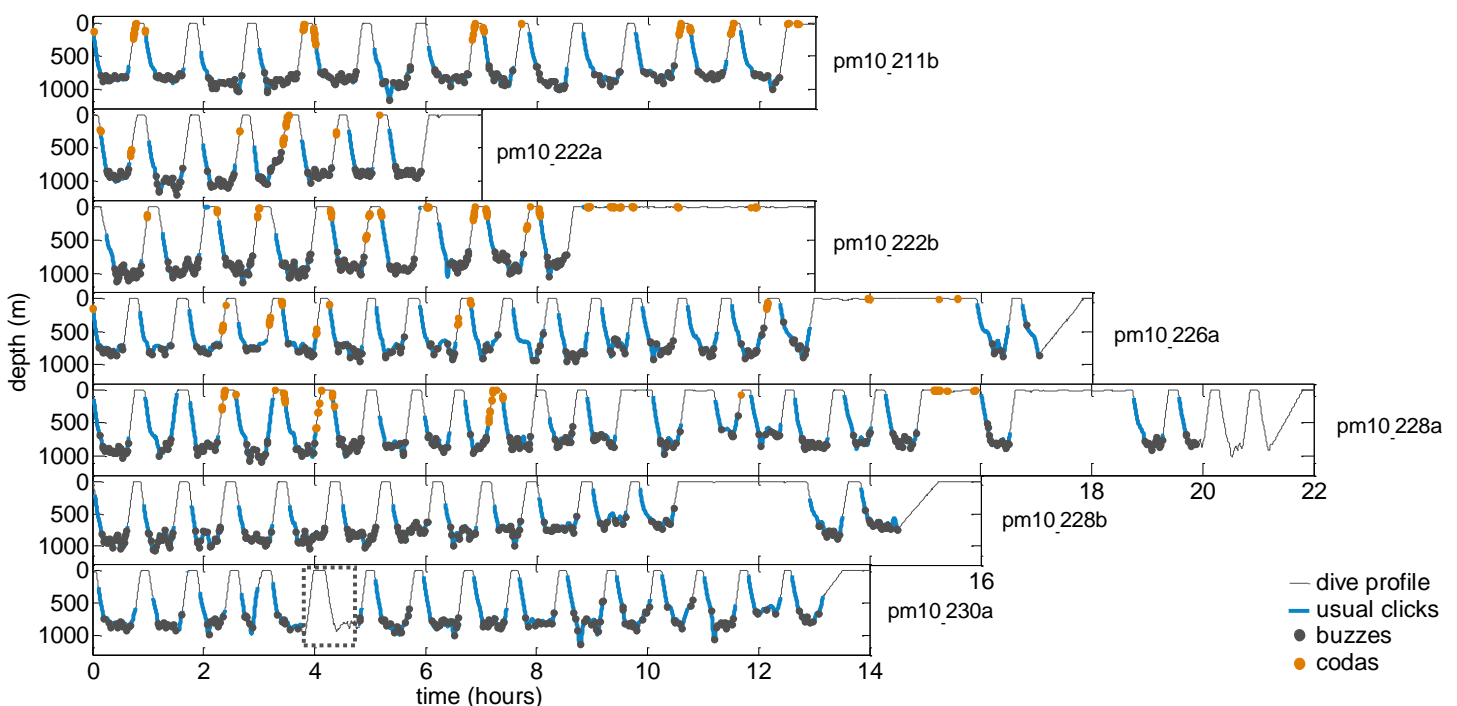 0
500
1000
pm10_211b
0
500
1000
pm10_222a
0
500
1000
pm10_222b
0
500
1000
pm10_226a
0
500
1000
pm10_228a
18 20 22
0
500
1000
pm10_228b
16
0
500
1000
pm10_230a
0 2 4 6 8 10 12 14
time (hours)
depth (m)
dive profile
usual clicks
buzzes
codas